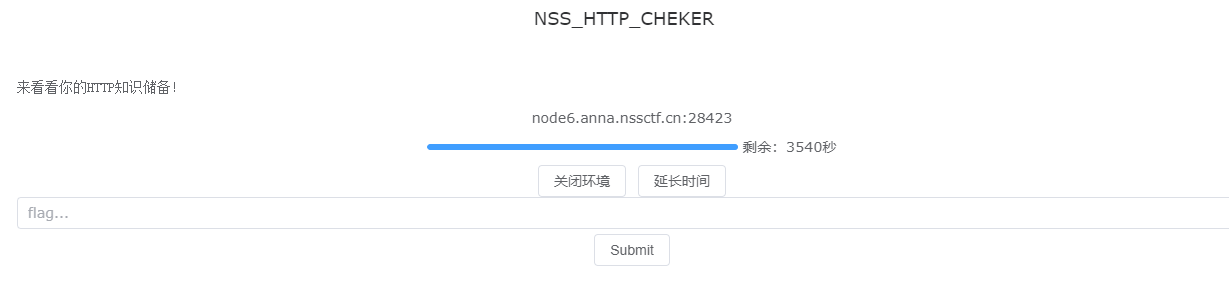 NSS_HTTP_CHEKER
来看看你的HTTP知识储备！
node6.anna.nssctf.cn:28423
剩余：3540秒
关闭环境 延长时间
flag...
Submit